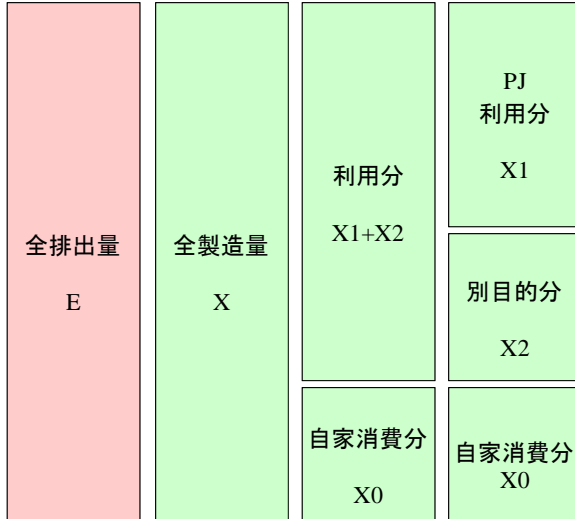 全排出量
E
全製造量
X
利用分
X1+X2
自家消費分
X0
PJ
利用分
X1
別目的分
X2
自家消費分
X0